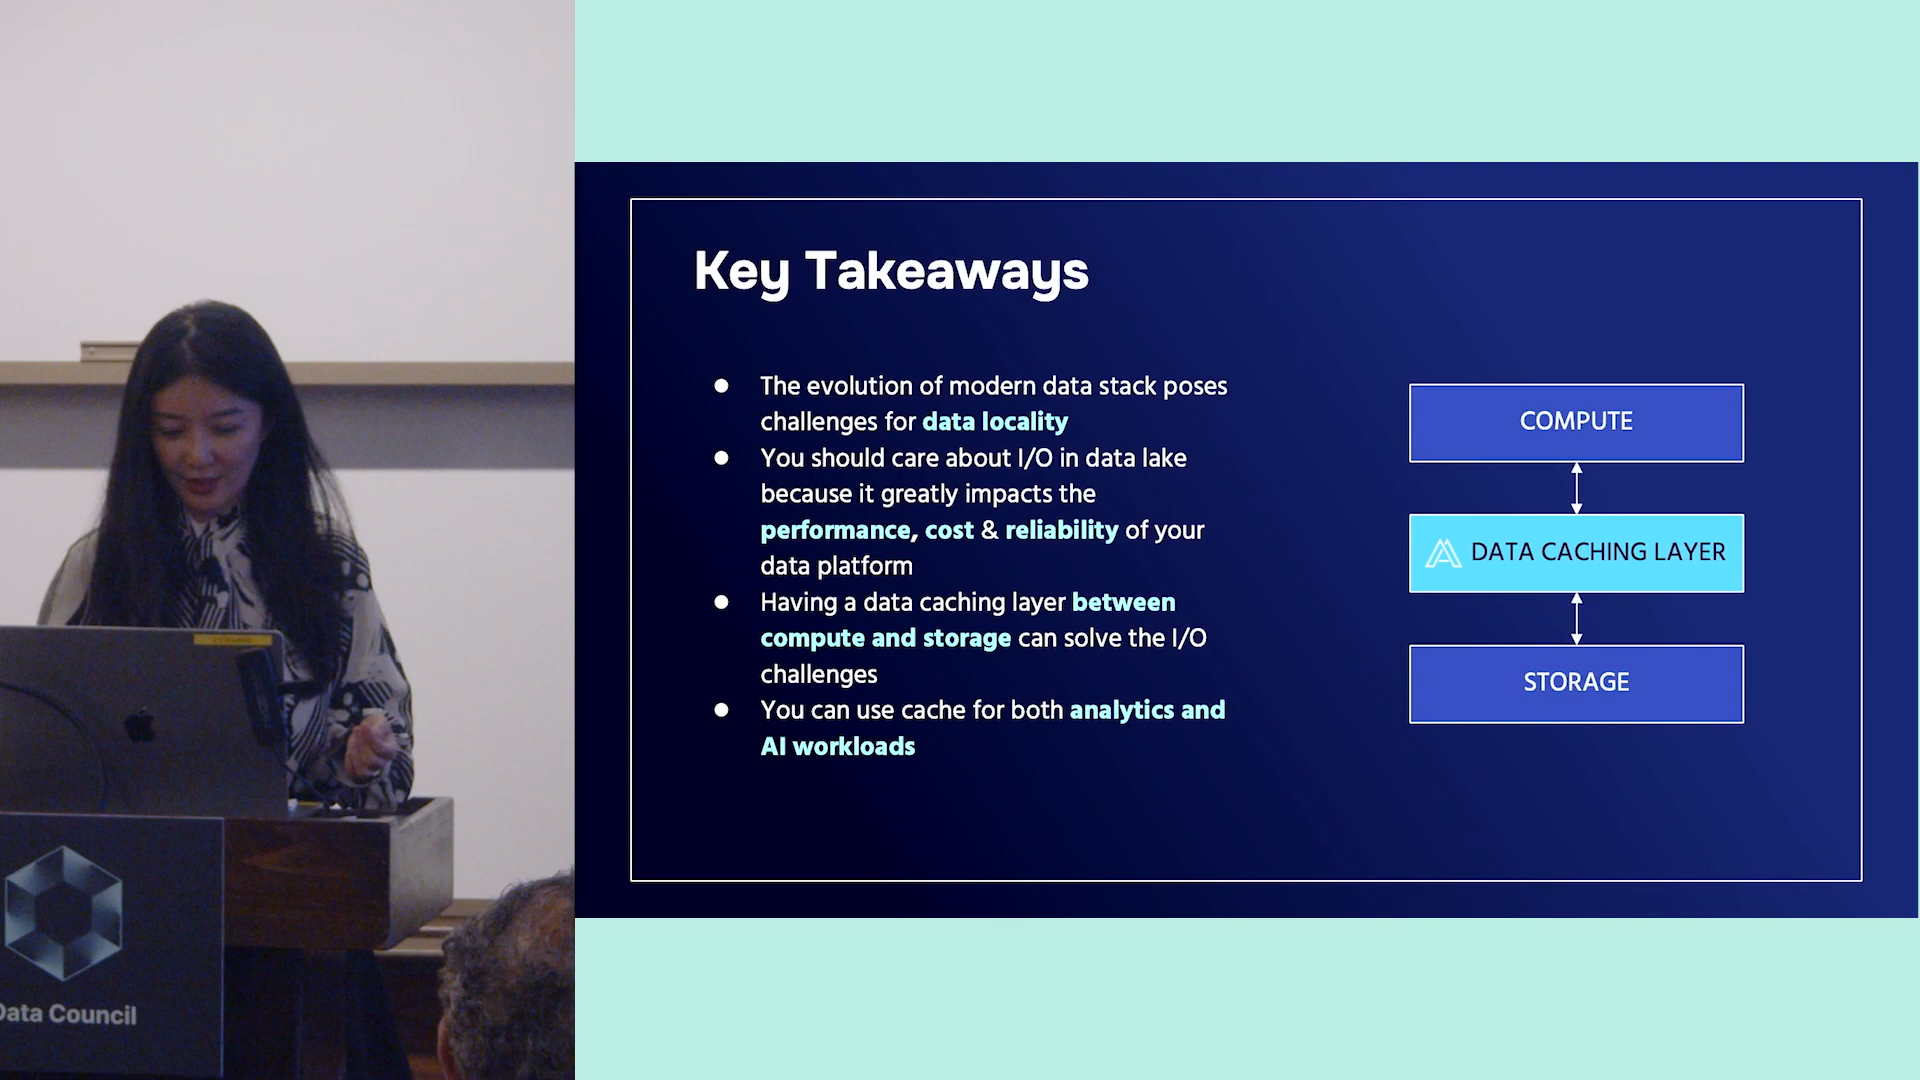 Key Takeaways
● The evolution of modern data stack poses
challenges for data locality
● You should care about I/O in data lake
because it greatly impacts the
performance, cost & reliability of your
data platform
● Having a data caching layer between
compute and storage can solve the I/O
challenges
● You can use cache for both analytics and
AI workloads
COMPUTE
DATA CACHING LAYER
STORAGE
Data Council